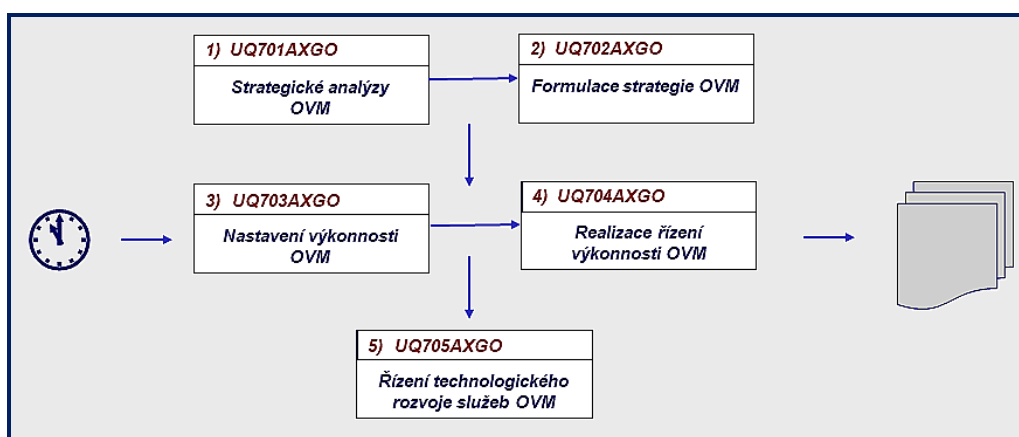 1) UQ701AXGO
Strategické analýzy
OVM
2) UQ702AXGO
Formulace strategie OVM
3) UQ703AXGO
Nastavení výkonnosti
OVM
4) UQ704AXGO
Realizace řízení
výkonnosti OVM
5) UQ705AXGO
Řízení technologického
rozvoje služeb OVM